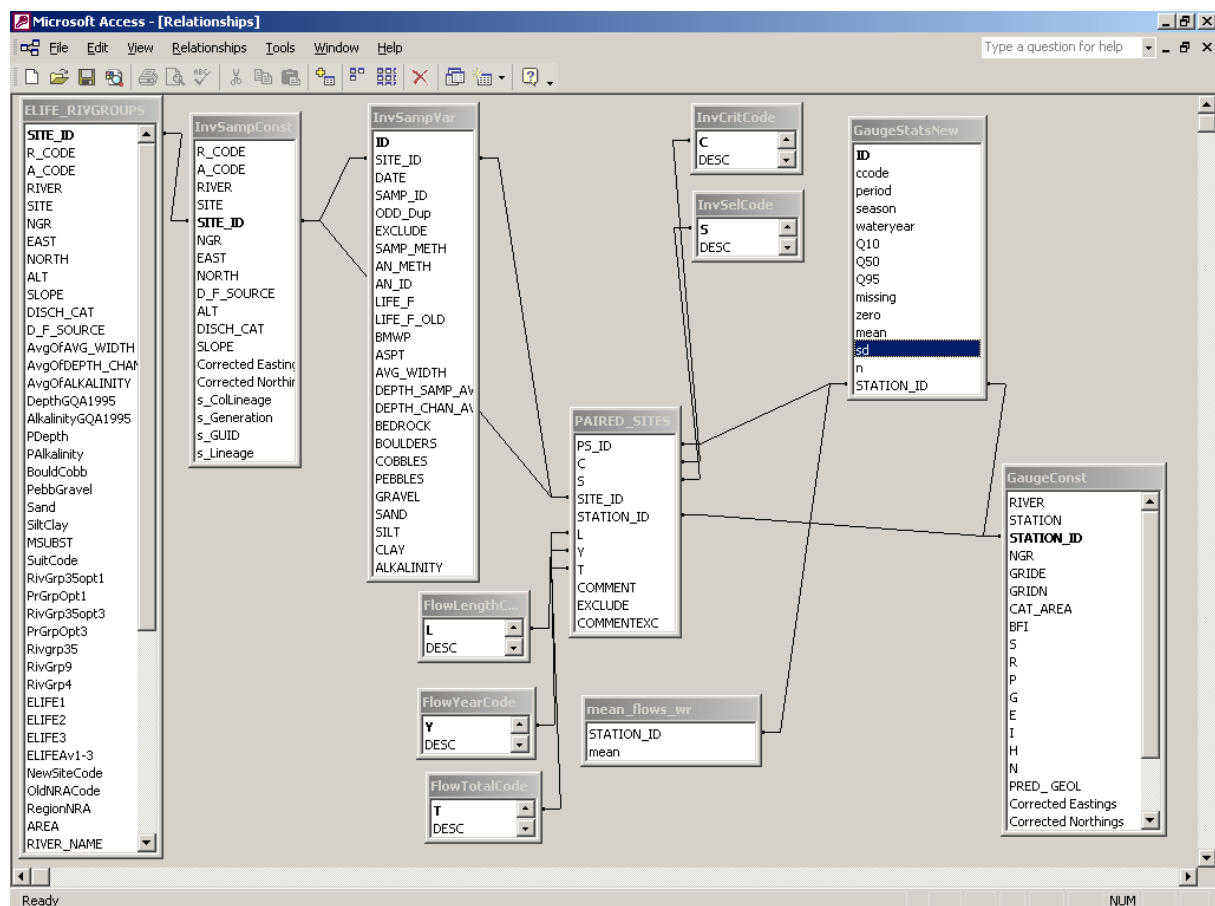 Microsoft Access - [Relationships]
File Edit View Relationships Tools Window Help
Type a question for help
ELIFE_RIVGROUPS
SITE_ID
R_CODE
A_CODE
RIVER
SITE
NGR
EAST
NORTH
ALT
SLOPE
DISCH_CAT
D_F_SOURCE
AvgOfAVG_WIDTH
AvgOfDEPTH_CHAN
AvgOfALKALINITY
DepthGQA1995
AlkalinityGQA1995
PDepth
PAlkalinity
BouldCobb
PebbGravel
Sand
SiltClay
MSUBST
SuitCode
RivGrp35opt1
PrGrpOpt1
RivGrp35opt3
PrGrpOpt3
Rivgrp35
RivGrp9
RivGrp4
ELIFE1
ELIFE2
ELIFE3
ELIFEAv1-3
NewSiteCode
OldNRACode
RegionNRA
AREA
RIVER_NAME
InvSampConst
R_CODE
A_CODE
RIVER
SITE
SITE_ID
NGR
EAST
NORTH
D_F_SOURCE
ALT
DISCH_CAT
SLOPE
Corrected Easting
Corrected Northin
s_ColLineage
s_Generation
s_GUID
s_Lineage
InvSampVar
ID
SITE_ID
DATE
SAMP_ID
ODD_Dup
EXCLUDE
SAMP_METH
AN_METH
AN_ID
LIFE_F
LIFE_F_OLD
BMWP
ASPT
AVG_WIDTH
DEPTH_SAMP_AV
DEPTH_CHAN_AV
BEDROCK
BOULDERS
COBBLES
PEBBLES
GRAVEL
SAND
SILT
CLAY
ALKALINITY
FlowLengthC...
L
DESC
FlowYearCode
Y
DESC
FlowTotalCode
T
DESC
InvCritCode
C
DESC
InvSelCode
S
DESC
PAIRED_SITES
PS_ID
C
S
SITE_ID
STATION_ID
L
Y
T
COMMENT
EXCLUDE
COMMENTEXC
mean_flows_wr
STATION_ID
mean
GaugeStatsNew
ID
ccode
period
season
wateryear
Q10
Q50
Q95
missing
zero
mean
sd
n
STATION_ID
GaugeConst
RIVER
STATION
STATION_ID
NGR
GRIDE
GRIDN
CAT_AREA
BFI
S
R
P
G
E
I
H
N
PRED_ GEOL
Corrected Eastings
Corrected Northings
Ready
NUM